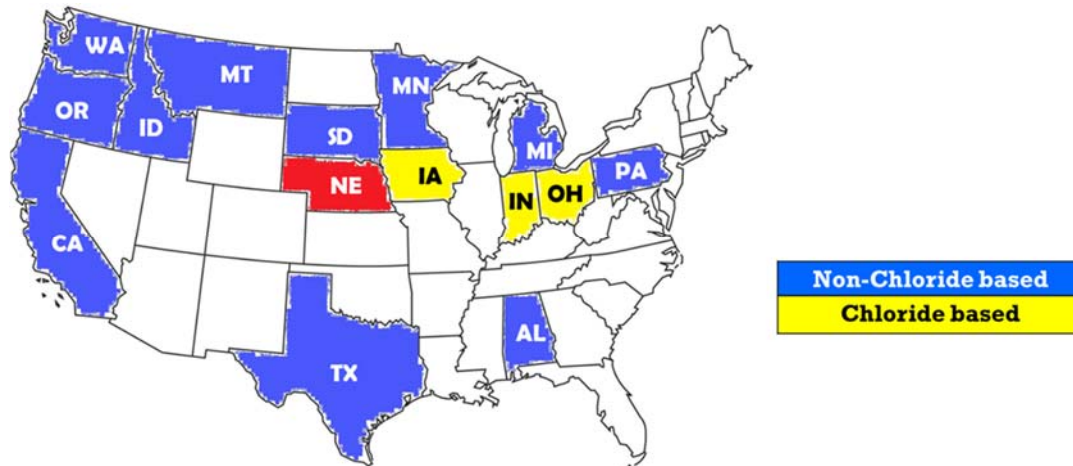 WA
MT
MN
OR
ID
SD
MI
PA
NE
IA
IN
OH
CA
AL
TX
Non-Chloride based
Chloride based